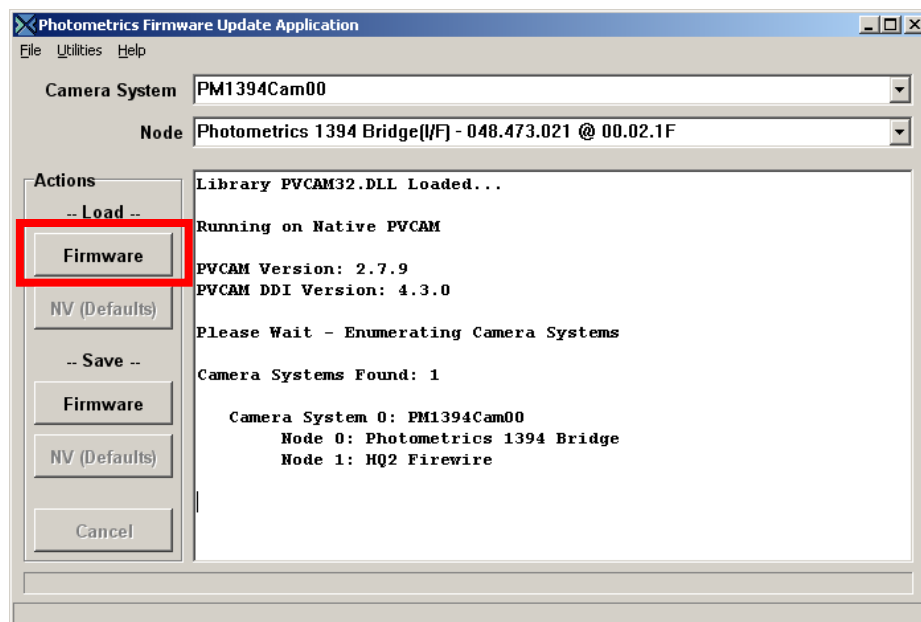 Photometrics Firmware Update Application
File Utilities Help
Camera System PM1394Cam00
Node Photometrics 1394 Bridge(I/F) - 048.473.021 @ 00.02.1F
Actions
-- Load --
Firmware
NV (Defaults)
-- Save --
Firmware
NV (Defaults)
Cancel
Library PVCAM32.DLL Loaded...
Running on Native PVCAM
PVCAM Version: 2.7.9
PVCAM DDI Version: 4.3.0
Please Wait - Enumerating Camera Systems
Camera Systems Found: 1
Camera System 0: PM1394Cam00
Node 0: Photometrics 1394 Bridge
Node 1: HQ2 Firewire